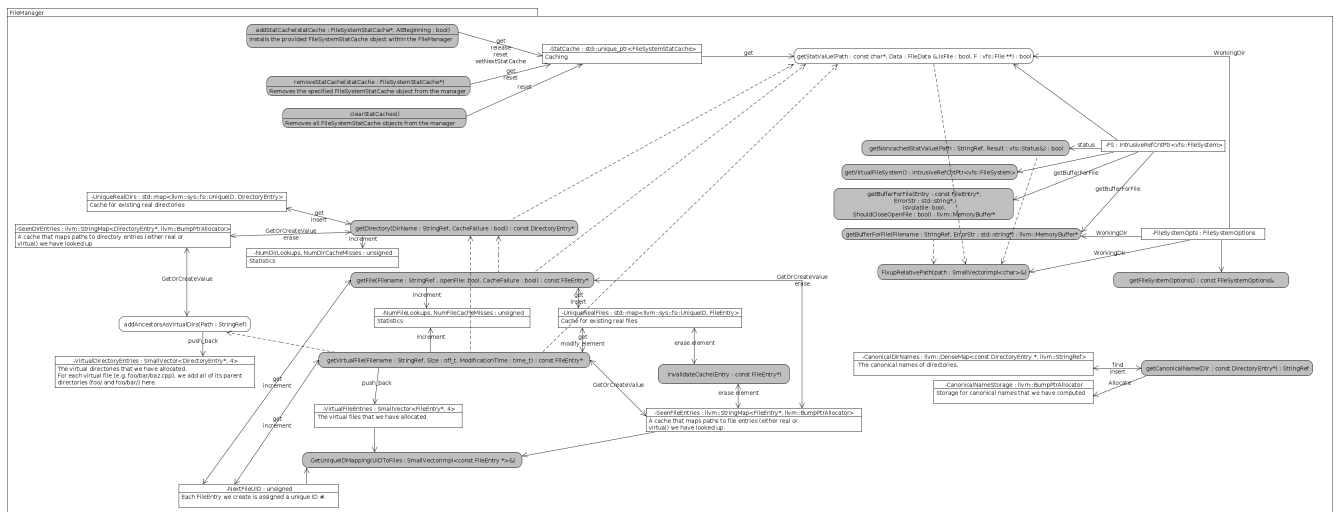 FileManager
addStatCache(statCache : FileSystemStatCache*, AtBeginning : bool)
Installs the provided FileSystemStatCache object within the FileManager
get
release
reset
setNextStatCache
-StatCache : std::unique_ptr<FileSystemStatCache>
Caching
get
getStatValue(Path : const char*, Data : FileData &,isFile : bool, F : vfs::File **) : bool
WorkingDir
removeStatCache(statCache : FileSystemStatCache*)
Removes the specified FileSystemStatCache object from the manager
get
reset
reset
clearStatCaches()
Removes all FileSystemStatCache objects from the manager
getNoncachedStatValue(Path : StringRef, Result : vfs::Status&) : bool
status
-FS : IntrusiveRefCntPtr<vfs::FileSystem>
getVirtualFileSystem() : IntrusiveRefCntPtr<vfs::FileSystem>
getBufferForFile
getBufferForFile
getBufferForFile(Entry : const FileEntry*,
ErrorStr : std::string*,
isVolatile: bool,
ShouldCloseOpenFile : bool) : llvm::MemoryBuffer*
-UniqueRealDirs : std::map<llvm::sys::fs::UniqueID, DirectoryEntry>
Cache for existing real directories
get
insert
getDirectory(DirName : StringRef, CacheFailure : bool) : const DirectoryEntry*
-SeenDirEntries : llvm::StringMap<DirectoryEntry*, llvm::BumpPtrAllocator>
A cache that maps paths to directory entries (either real or
virtual) we have looked up
GetOrCreateValue
erase
increment
-NumDirLookups, NumDirCacheMisses : unsigned
Statistics
getBufferForFile(Filename : StringRef, ErrorStr : std::string*) : llvm::MemoryBuffer*
WorkingDir
-FileSystemOpts : FileSystemOptions
WorkingDir
FixupRelativePath(path : SmallVectorImpl<char>&)
getFileSystemOptions() : const FileSystemOptions&
GetOrCreateValue
getFile(Filename : StringRef, openFile: bool, CacheFailure : bool) : const FileEntry*
GetOrCreateValue
erase
increment
get
insert
-NumFileLookups, NumFileCacheMisses : unsigned
Statistics
-UniqueRealFiles : std::map<llvm::sys::fs::UniqueID, FileEntry>
Cache for existing real files
addAncestorsAsVirtualDirs(Path : StringRef)
push_back
increment
get
modify element
erase element
-VirtualDirectoryEntries : SmallVector<DirectoryEntry*, 4>
The virtual directories that we have allocated.
For each virtual file (e.g. foo/bar/baz.cpp), we add all of its parent
directories (foo/ and foo/bar/) here.
getVirtualFile(Filename : StringRef, Size : off_t, ModificationTime : time_t) : const FileEntry*
invalidateCache(Entry : const FileEntry*)
-CanonicalDirNames : llvm::DenseMap<const DirectoryEntry *, llvm::StringRef>
The canonical names of directories.
find
insert
getCanonicalName(Dir : const DirectoryEntry*) : StringRef
-CanonicalNameStorage : llvm::BumpPtrAllocator
Storage for canonical names that we have computed
Allocate
get
increment
push_back
GetOrCreateValue
erase element
-VirtualFileEntries : SmallVector<FileEntry*, 4>
The virtual files that we have allocated
-SeenFileEntries : llvm::StringMap<FileEntry*, llvm::BumpPtrAllocator>
A cache that maps paths to file entries (either real or
virtual) we have looked up.
get
increment
GetUniqueIDMapping(UIDToFiles : SmallVectorImpl<const FileEntry *>&)
-NextFileUID : unsigned
Each FileEntry we create is assigned a unique ID #.